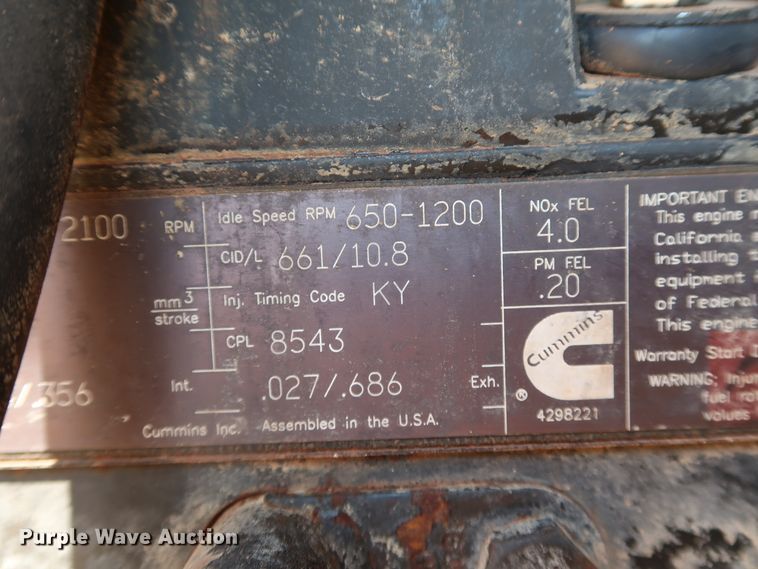 2100 RPM
Idle Speed RPM 650-1200
CID/L 661/10.8
mm3
stroke
Inj. Timing Code KY
CPL 8543
/356
Int. .027/.686 Exh.
Cummins Inc. Assembled in the U.S.A.
NOx FEL
4.0
PM FEL
.20
Cummins
®
4298221
IMPORTANT EN
This engine
California
installing
equipment
of Federal
This engine
Warranty Start D
WARNING: Injur
fuel
values
Purple Wave Auction®